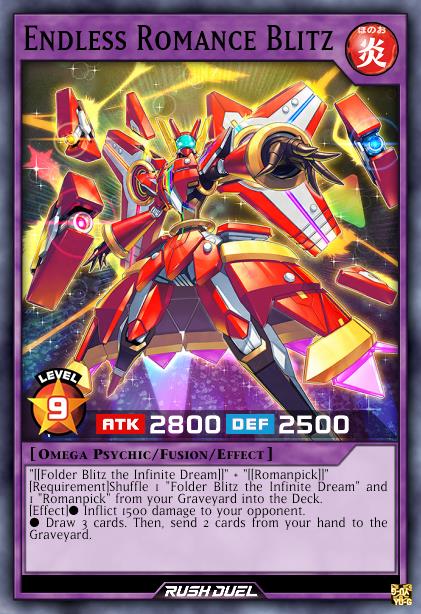 Endless Romance Blitz
ほのお
炎
LEVEL
9
ATK 2800 DEF 2500
[Omega Psychic/Fusion/Effect]
"[[Folder Blitz the Infinite Dream]]" + "[[Romanpick]]"
[Requirement]Shuffle 1 "Folder Blitz the Infinite Dream" and
1 "Romanpick" from your Graveyard into the Deck.
[Effect]● Inflict 1500 damage to your opponent.
● Draw 3 cards. Then, send 2 cards from your hand to the
Graveyard.
RUSH DUEL